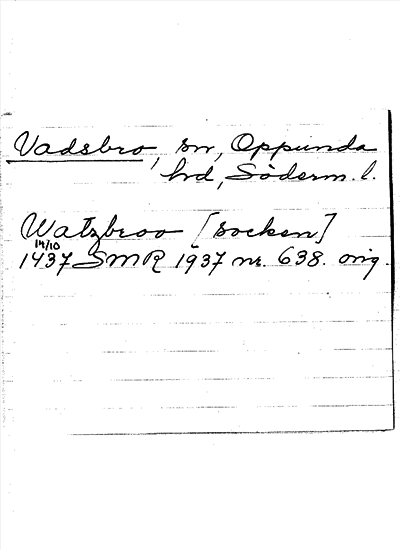 Vadsbro, sn, Oppunda
hd, Söderm. l.
Watzbroo [socken]
14/10
1437 SMR 1937 nr. 638. orig.